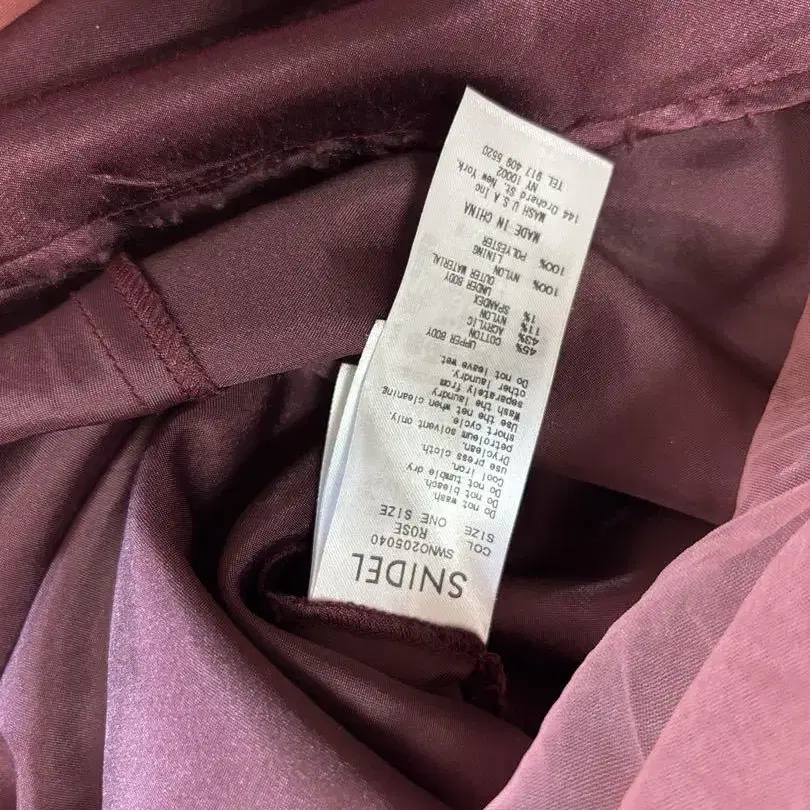 SNIDEL
SWNO205040
COL. ROSE
SIZE ONE SIZE
Do not wash.
Do not bleach.
Do not tumble dry.
Cool iron.
Use press cloth.
Dryclean.
petroleum solvent only.
short cycle
Use the net when cleaning
Wash the laundry
separately from
other laundry.
Do not leave wet.
UPPER BODY
45% COTTON
43% ACRYLIC
11% NYLON
1% SPANDEX
UNDER BODY
OUTER MATERIAL
100% NYLON
LINING
100% POLYESTER
MADE IN CHINA
MASH U S A Inc
144 Orchard St. New York,
NY 10002
TEL 917 409 5520